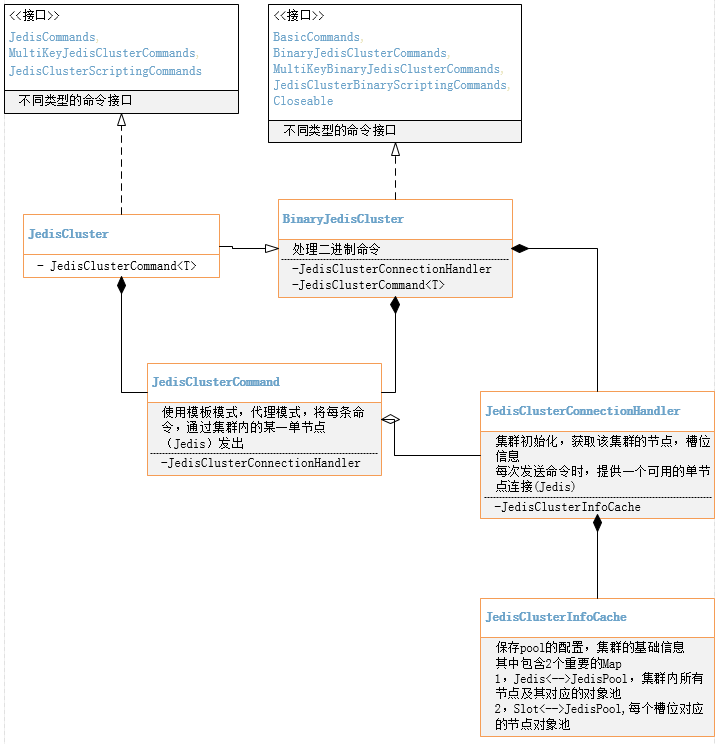 <<接口>>
JedisCommands,
MultiKeyJedisClusterCommands,
JedisClusterScriptingCommands
不同类型的命令接口
<<接口>>
BasicCommands,
BinaryJedisClusterCommands,
MultiKeyBinaryJedisClusterCommands,
JedisClusterBinaryScriptingCommands,
Closeable
不同类型的命令接口
JedisCluster
- JedisClusterCommand<T>
BinaryJedisCluster
处理二进制命令
-JedisClusterConnectionHandler
-JedisClusterCommand<T>
JedisClusterCommand
使用模板模式，代理模式，将每条命
令，通过集群内的某一单节点
（Jedis）发出
-JedisClusterConnectionHandler
JedisClusterConnectionHandler
集群初始化，获取该集群的节点，槽位
信息
每次发送命令时，提供一个可用的单节
点连接(Jedis)
-JedisClusterInfoCache
JedisClusterInfoCache
保存pool的配置，集群的基础信息
其中包含2个重要的Map
1，Jedis<-->JedisPool，集群内所有
节点及其对应的对象池
2，Slot<-->JedisPool,每个槽位对应
的节点对象池